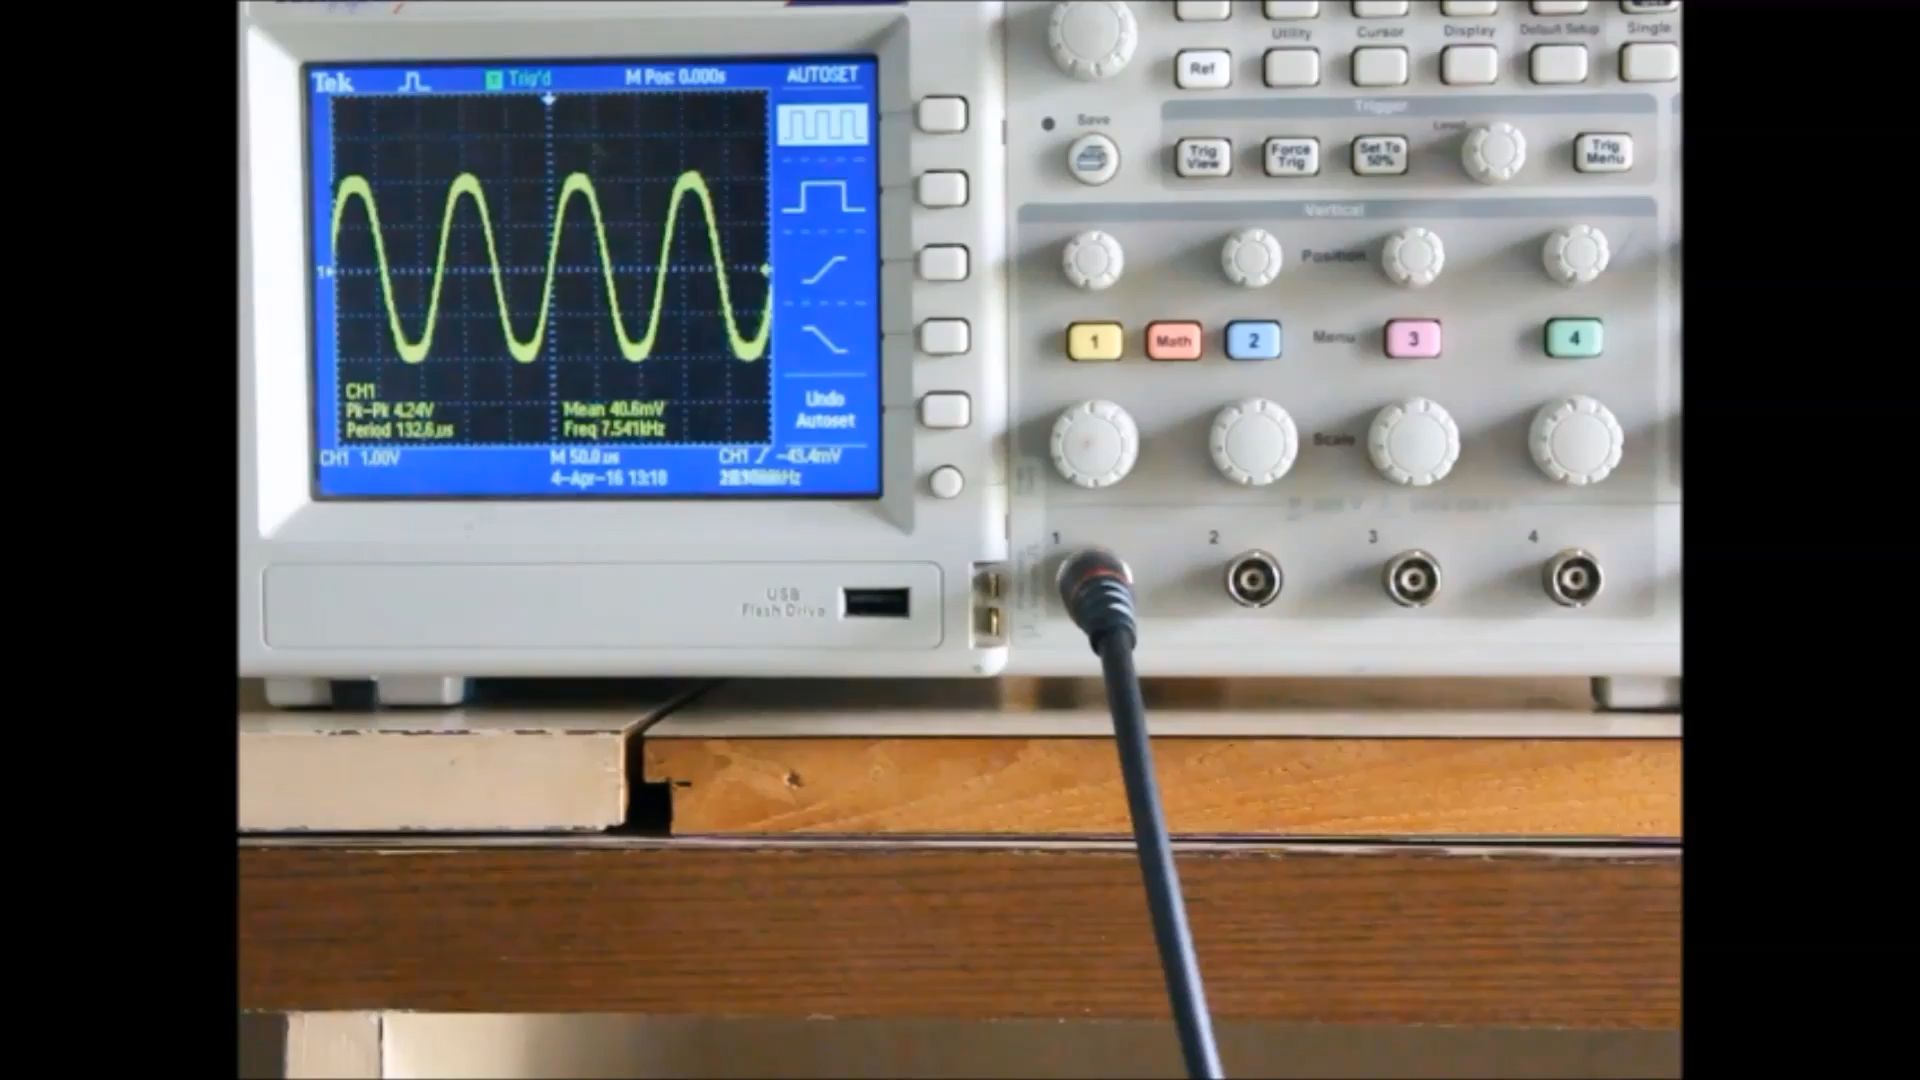 Tek Trig'd M Pos: 0.000s AUTOSET
1
CH1
Pk-Pk 4.24V Mean 40.6mV
Period 132.6µs Freq 7.541kHz
Undo
Autoset
CH1 1.00V M 50.0µs CH1 -43.4mV
4-Apr-16 13:18
USB
Flash Drive
Utility Cursor Display Default Setup Single
Ref
Trigger
Save
Level
Trig
View
Force
Trig
Set To
50%
Trig
Menu
Vertical
Position
1 Math 2 Menu 3 4
Scale
1 2 3 4